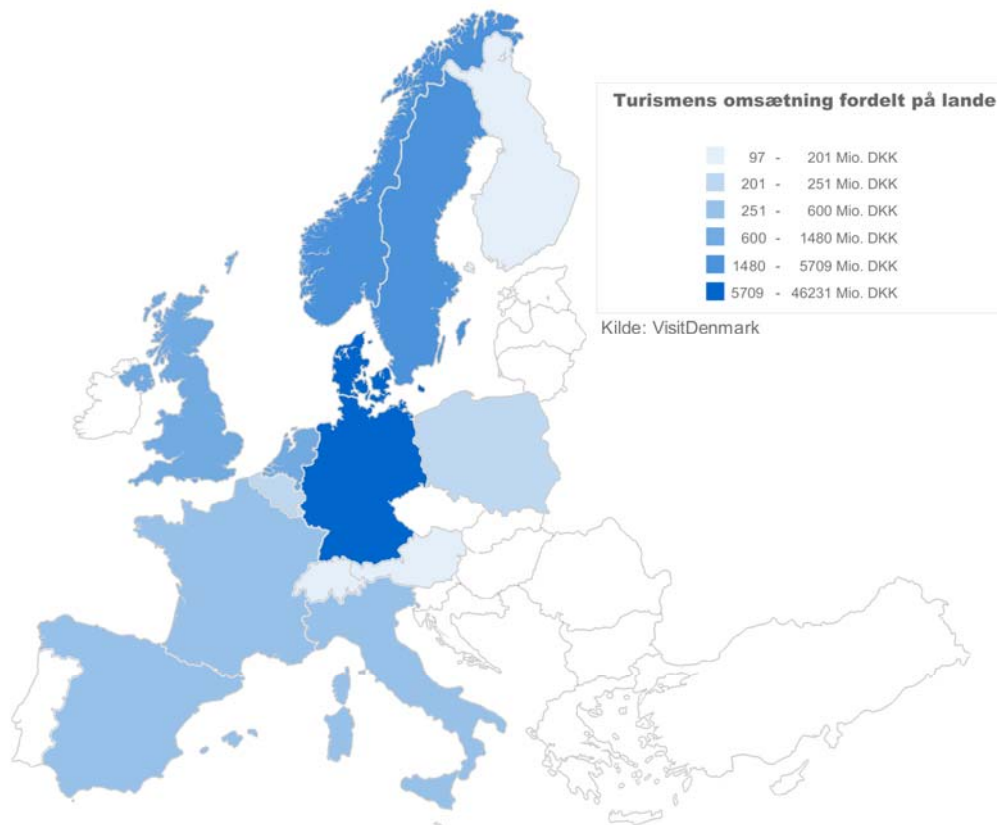 Turismens omsætning fordelt på lande
97 - 201 Mio. DKK
201 - 251 Mio. DKK
251 - 600 Mio. DKK
600 - 1480 Mio. DKK
1480 - 5709 Mio. DKK
5709 - 46231 Mio. DKK
Kilde: VisitDenmark